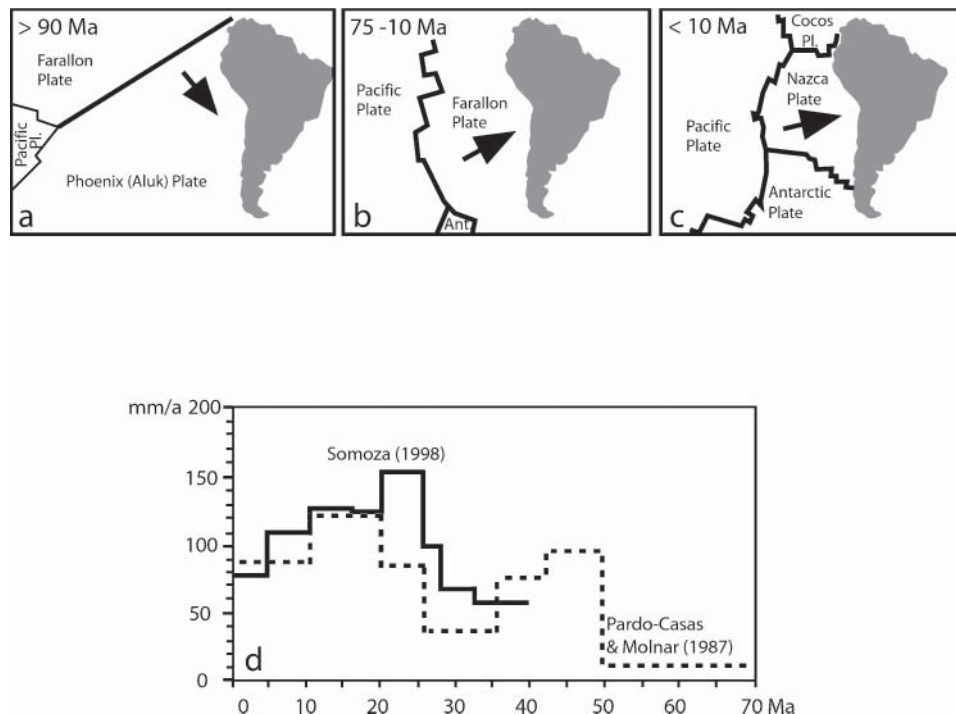 > 90 Ma
Farallon
Plate
Pacific
Pl.
Phoenix (Aluk) Plate
a
75 -10 Ma
Pacific
Plate
Farallon
Plate
Ant
b
< 10 Ma
Cocos
Pl.
Nazca
Plate
Pacific
Plate
Antarctic
Plate
c
mm/a
200
150
100
50
0
Somoza (1998)
Pardo-Casas
& Molnar (1987)
d
0 10 20 30 40 50 60 70 Ma